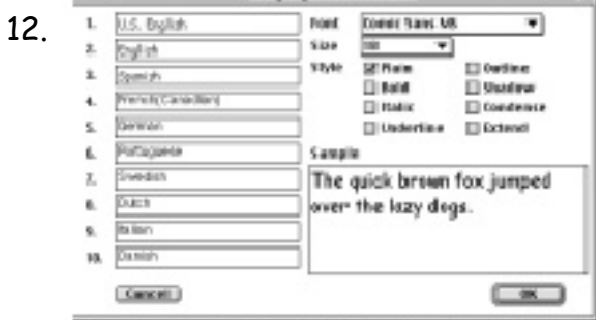 12.
1. U.S. English
2. English
3. Spanish
4. French(Canadian)
5. German
6. Portuguese
7. Swedish
8. Dutch
9. Italian
10. Danish
Cancel
Font Comic Sans MS
Size
Style Plain Outline
Bold Shadow
Italic Condense
Underline Extend
Sample
The quick brown fox jumped
over the lazy dogs.
OK